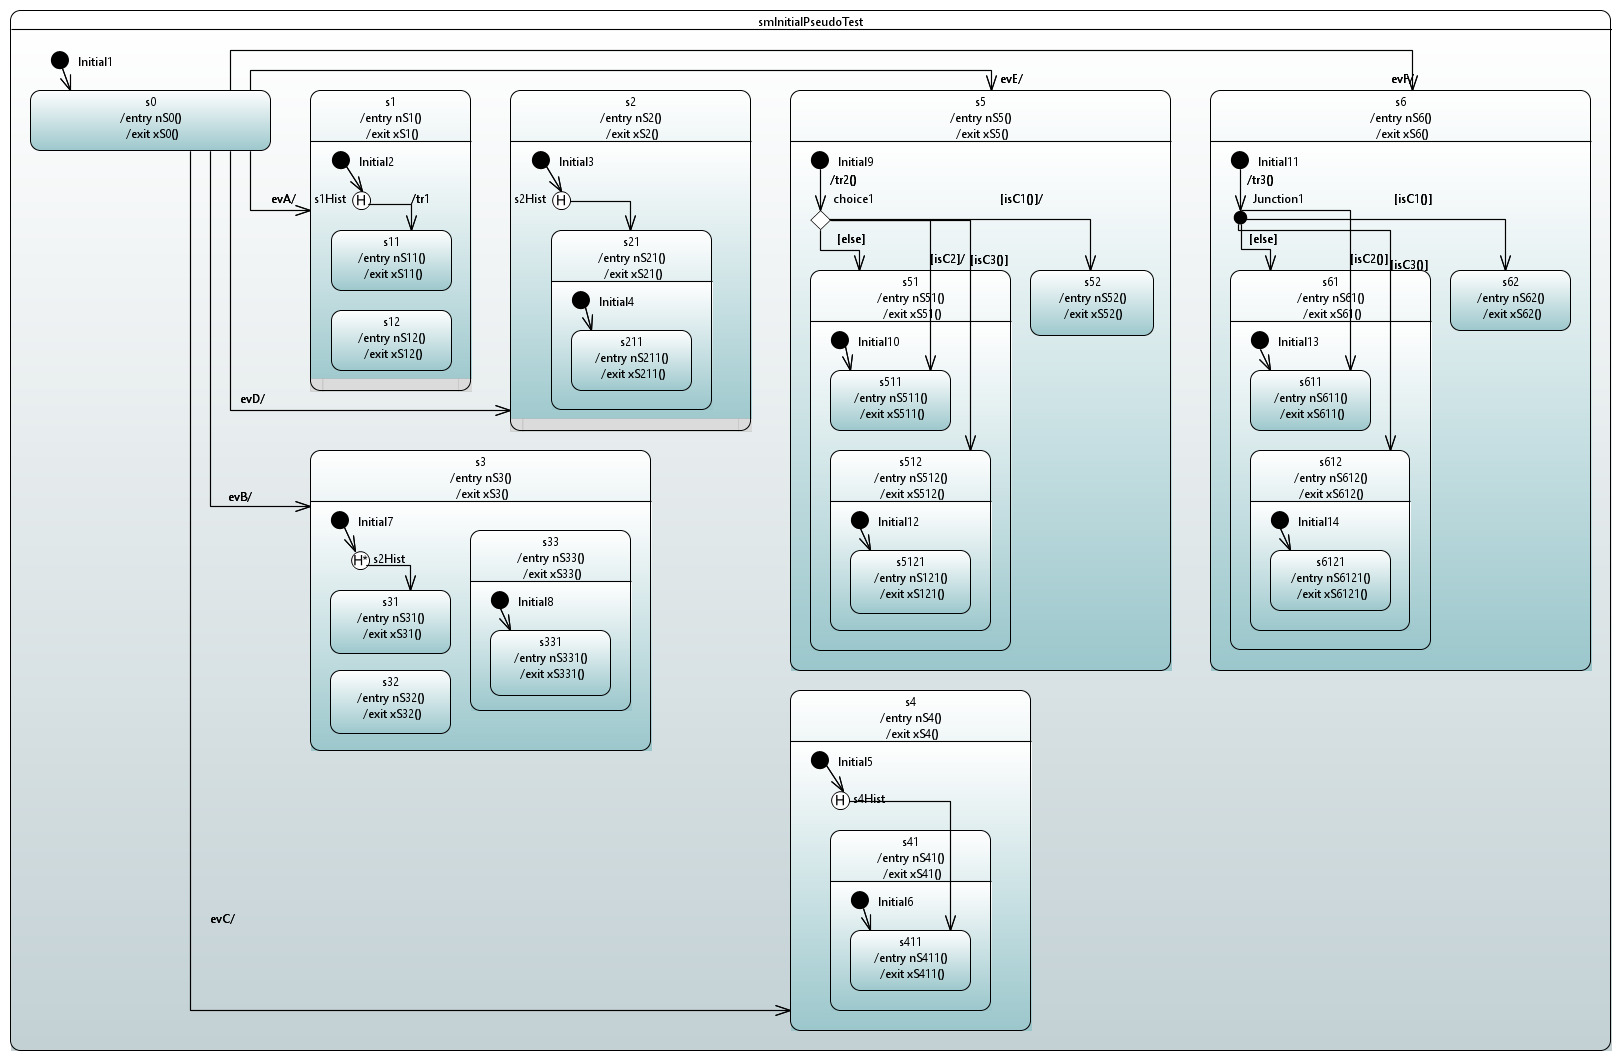 smInitialPseudoTest
Initial1
s0
/entry nS0()
/exit xS0()
evA/
evD/
evB/
evC/
evE/
evF/
s1
/entry nS1()
/exit xS1()
Initial2
s1Hist
H
/tr1
s11
/entry nS11()
/exit xS11()
s12
/entry nS12()
/exit xS12()
s2
/entry nS2()
/exit xS2()
Initial3
s2Hist
H
s21
/entry nS21()
/exit xS21()
Initial4
s211
/entry nS211()
/exit xS211()
s3
/entry nS3()
/exit xS3()
Initial7
H*
s2Hist
s31
/entry nS31()
/exit xS31()
s32
/entry nS32()
/exit xS32()
s33
/entry nS33()
/exit xS33()
Initial8
s331
/entry nS331()
/exit xS331()
s5
/entry nS5()
/exit xS5()
Initial9
/tr2()
choice1
[isC1()]/
[else]
[isC2]/
[isC3()]
s51
/entry nS51()
/exit xS51()
Initial10
s511
/entry nS511()
/exit xS511()
s512
/entry nS512()
/exit xS512()
Initial12
s5121
/entry nS121()
/exit xS121()
s52
/entry nS52()
/exit xS52()
s6
/entry nS6()
/exit xS6()
Initial11
/tr3()
Junction1
[isC1()]
[else]
[isC2()]
[isC3()]
s61
/entry nS61()
/exit xS61()
Initial13
s611
/entry nS611()
/exit xS611()
s612
/entry nS612()
/exit xS612()
Initial14
s6121
/entry nS6121()
/exit xS6121()
s62
/entry nS62()
/exit xS62()
s4
/entry nS4()
/exit xS4()
Initial5
H
s4Hist
s41
/entry nS41()
/exit xS41()
Initial6
s411
/entry nS411()
/exit xS411()